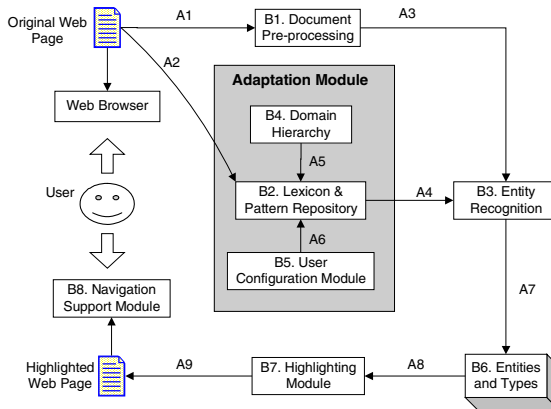 Original Web
Page
A1
B1. Document
Pre-processing
A3
A2
Web Browser
Adaptation Module
B4. Domain
Hierarchy
A5
B2. Lexicon &
Pattern Repository
A4
B3. Entity
Recognition
User
A6
B5. User
Configuration Module
A7
B8. Navigation
Support Module
Highlighted
Web Page
A9
B7. Highlighting
Module
A8
B6. Entities
and Types